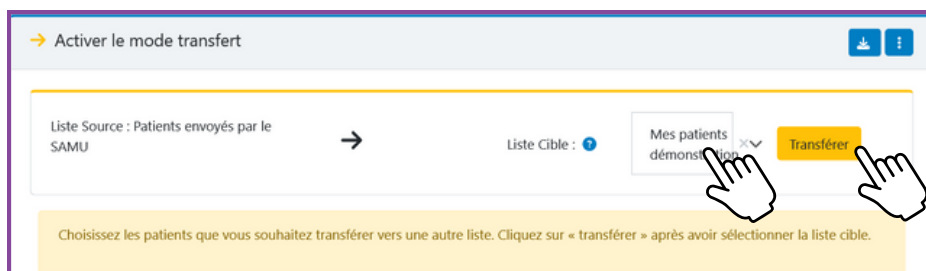 Activer le mode transfert
Liste Source : Patients envoyés par le
SAMU
Liste Cible :
Mes patients
démonstration
Transférer
Choisissez les patients que vous souhaitez transférer vers une autre liste. Cliquez sur « transférer » après avoir sélectionner la liste cible.